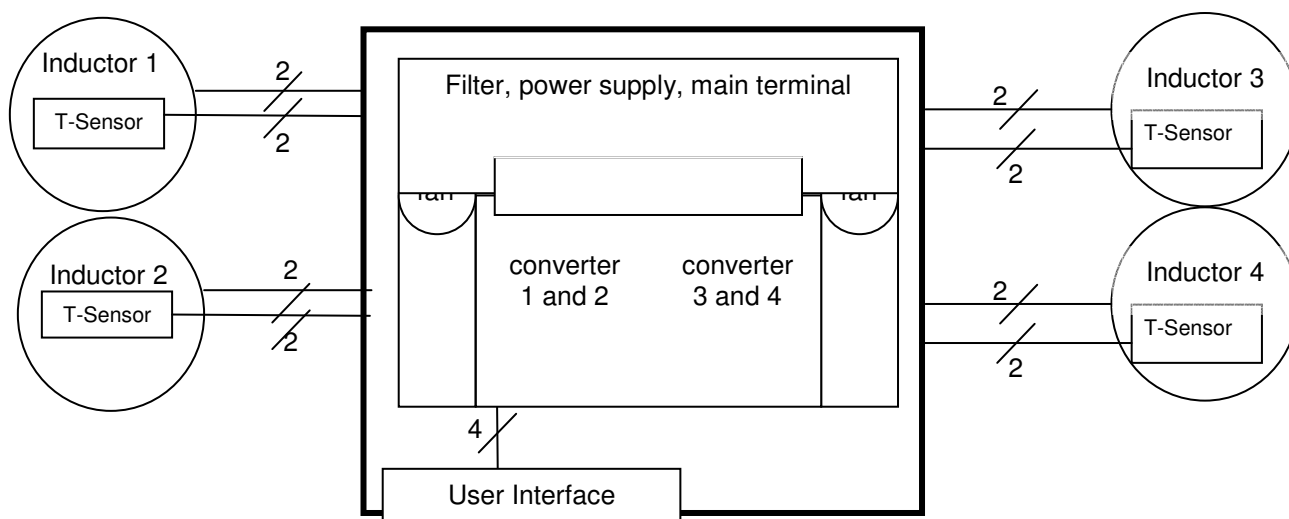 Inductor 1
T-Sensor
2
2
Inductor 2
T-Sensor
2
2
Filter, power supply, main terminal
converter
1 and 2
converter
3 and 4
4
User Interface
2
Inductor 3
T-Sensor
2
2
Inductor 4
T-Sensor
2